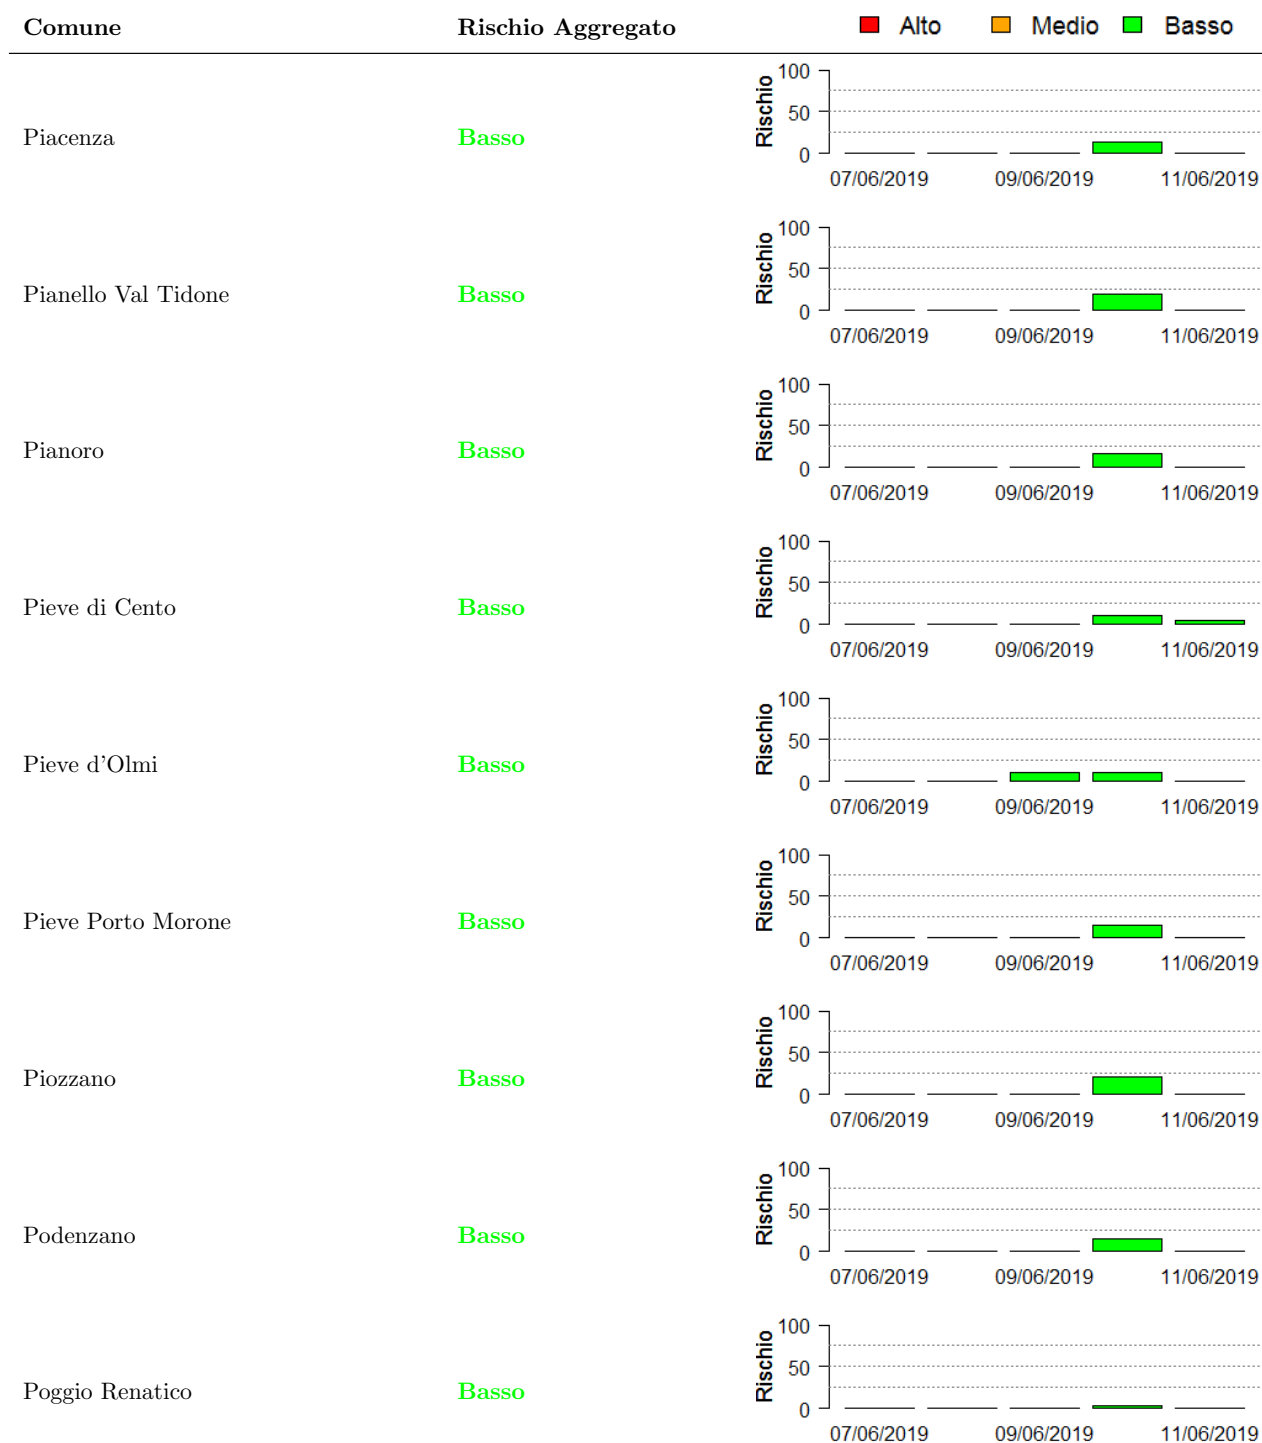 Comune Rischio Aggregato Alto Medio Basso
100
50
0
Rischio
Piacenza Basso
07/06/2019 09/06/2019 11/06/2019
100
50
0
Rischio
Pianello Val Tidone Basso
07/06/2019 09/06/2019 11/06/2019
100
50
0
Rischio
Pianoro Basso
07/06/2019 09/06/2019 11/06/2019
100
50
0
Rischio
Pieve di Cento Basso
07/06/2019 09/06/2019 11/06/2019
100
50
0
Rischio
Pieve d'Olmi Basso
07/06/2019 09/06/2019 11/06/2019
100
50
0
Rischio
Pieve Porto Morone Basso
07/06/2019 09/06/2019 11/06/2019
100
50
0
Rischio
Piozzano Basso
07/06/2019 09/06/2019 11/06/2019
100
50
0
Rischio
Podenzano Basso
07/06/2019 09/06/2019 11/06/2019
100
50
0
Rischio
Poggio Renatico Basso
07/06/2019 09/06/2019 11/06/2019